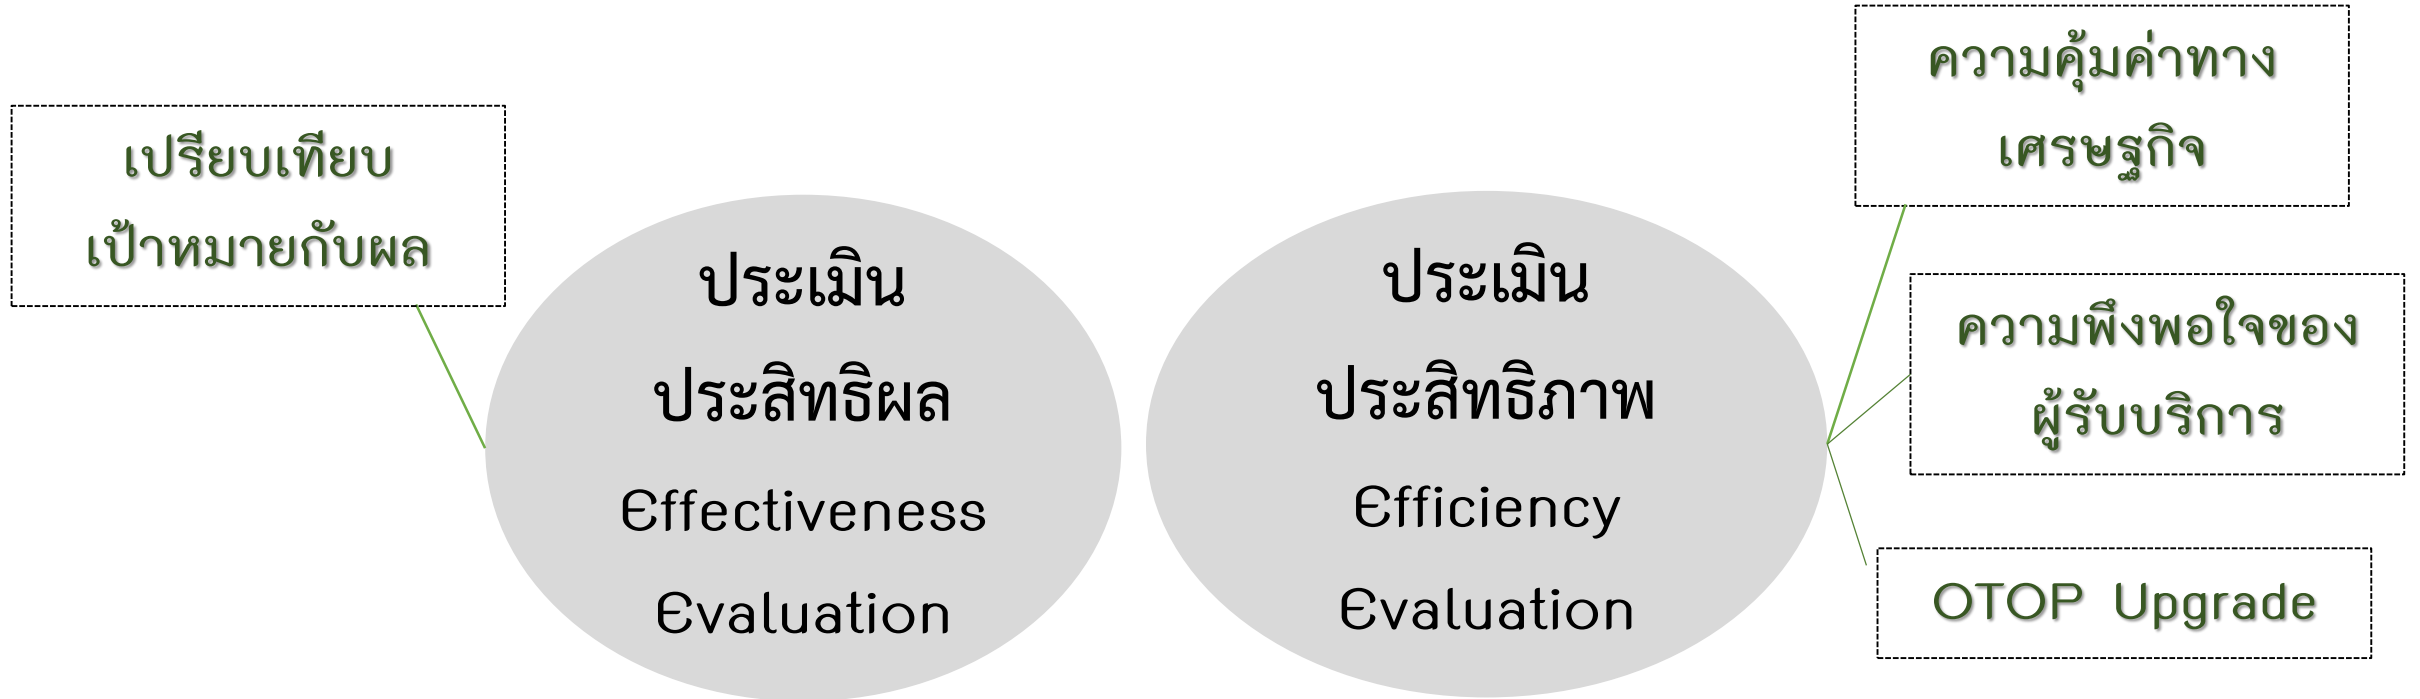 เปรียบเทียบ
เป้าหมายกับผล
ประเมิน
ประสิทธิผล
Effectiveness
Evaluation
ประเมิน
ประสิทธิภาพ
Efficiency
Evaluation
ความคุ้มค่าทาง
เศรษฐกิจ
ความพึงพอใจของ
ผู้รับบริการ
OTOP Upgrade